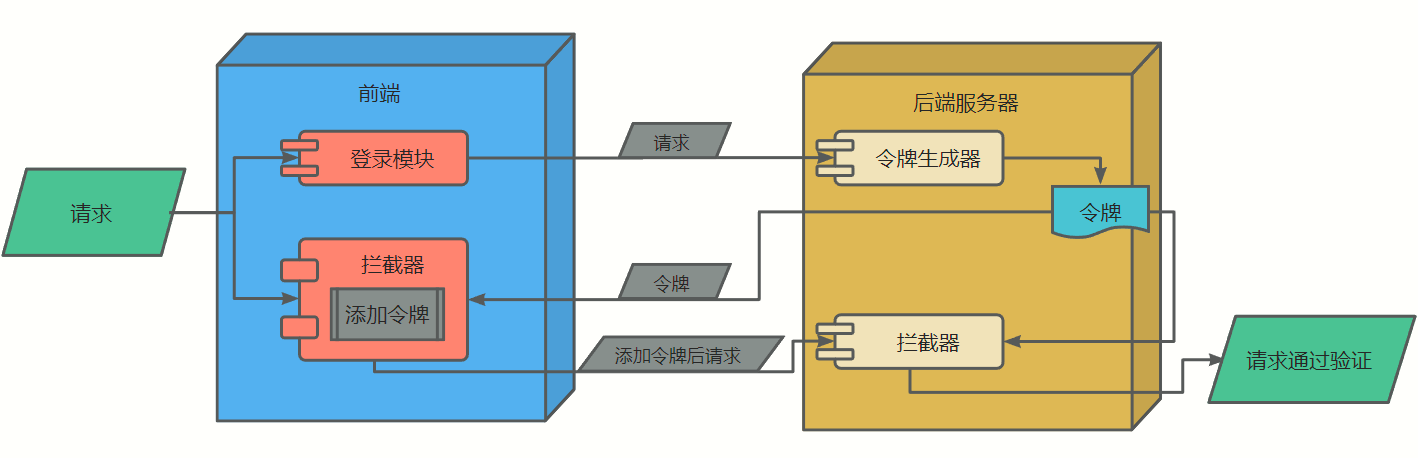 前端
后端服务器
请求
登录模块
请求
令牌生成器
令牌
拦截器
添加令牌
令牌
添加令牌后请求
拦截器
请求通过验证